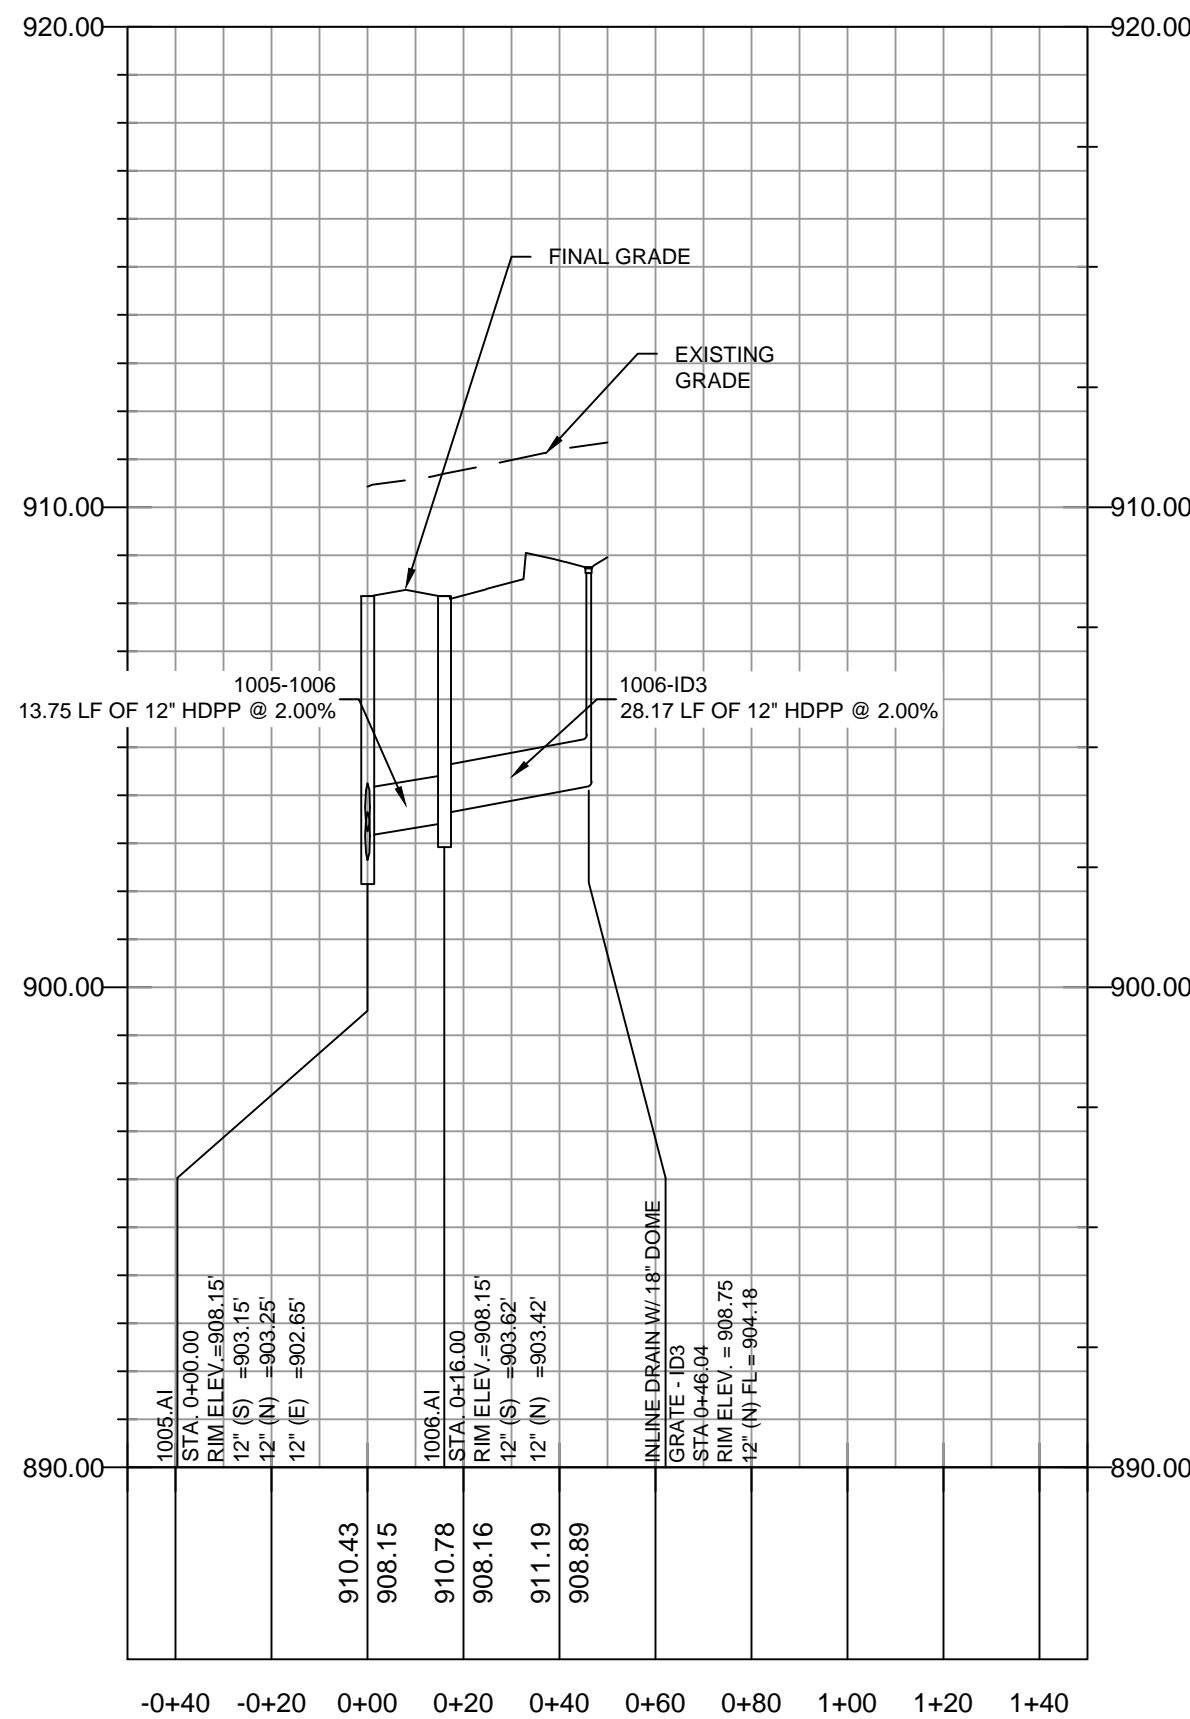 920.00
920.00
FINAL GRADE
EXISTING
GRADE
910.00
910.00
1005-1006
13.75 LF OF 12" HDPP @ 2.00%
1006-ID3
28.17 LF OF 12" HDPP @ 2.00%
900.00
900.00
1005.AI
STA. 0+00.00
RIM ELEV.=908.15'
12" (S) =903.15'
12" (N) =903.25'
12" (E) =902.65'
1006.AI
STA. 0+16.00
RIM ELEV.=908.15'
12" (S) =903.62'
12" (N) =903.42'
INLINE DRAIN W/ 18" DOME
GRATE - ID3
STA 0+46.04
RIM ELEV. = 908.75
12" (N) FL = 904.18
890.00
890.00
910.43
908.15
910.78
908.16
911.19
908.89
-0+40 -0+20 0+00 0+20 0+40 0+60 0+80 1+00 1+20 1+40